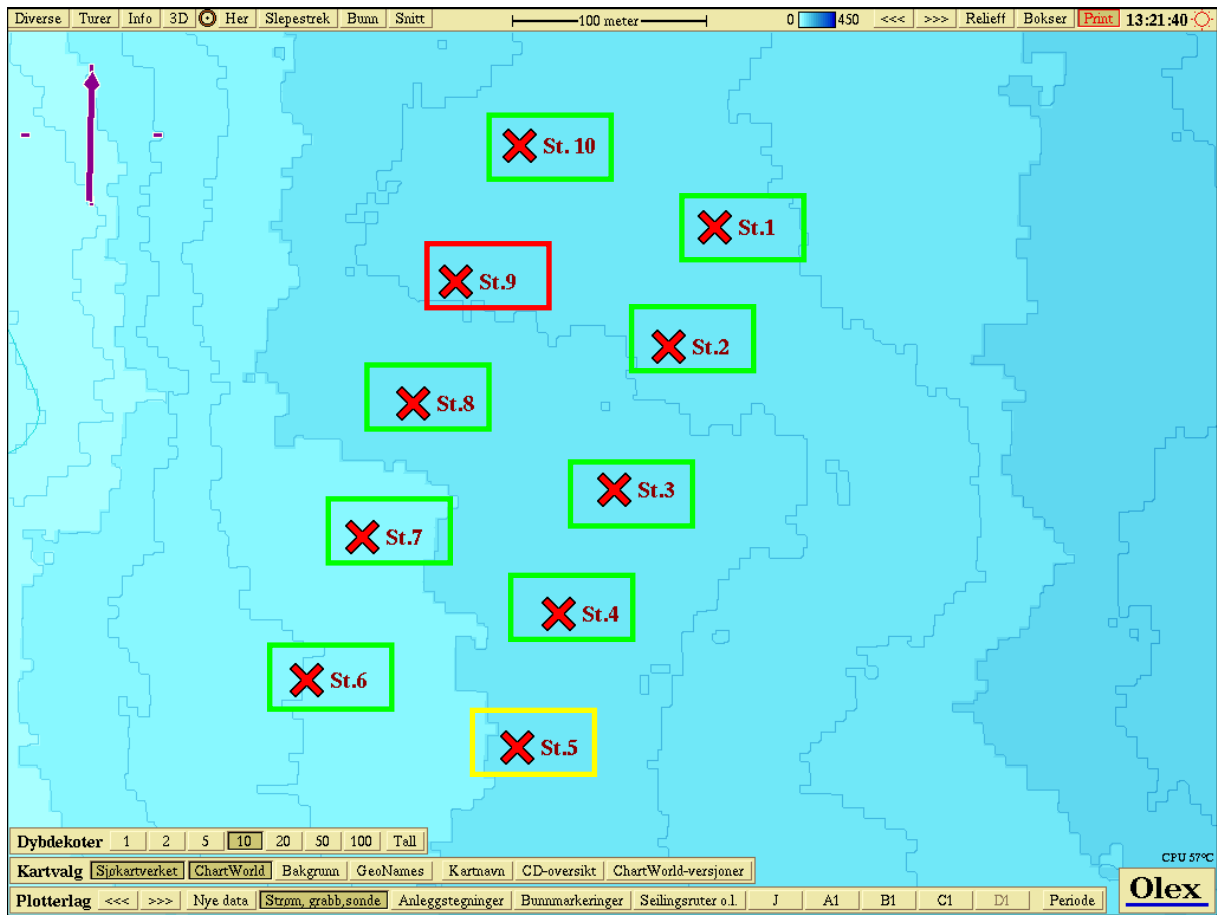 Diverse Turer Info 3D Her Slepestrek Bunn Snitt 100 meter 0 450 <<< >>> Relieff Bokser Print 13:21:40
St. 10
St.1
St.9
St.2
St.8
St.3
St.7
St.4
St.6
St.5
Dybdekoter 1 2 5 10 20 50 100 Tall
CPU 57°C
Kartvalg Sjøkartverket ChartWorld Bakgrunn GeoNames Kartnavn CD-oversikt ChartWorld-versjoner
Plotterlag <<< >>> Nye data Strøm, grabb,sonde Anleggstegninger Bunnmarkeringer Seilingsruter o.l. J A1 B1 C1 D1 Periode
Olex